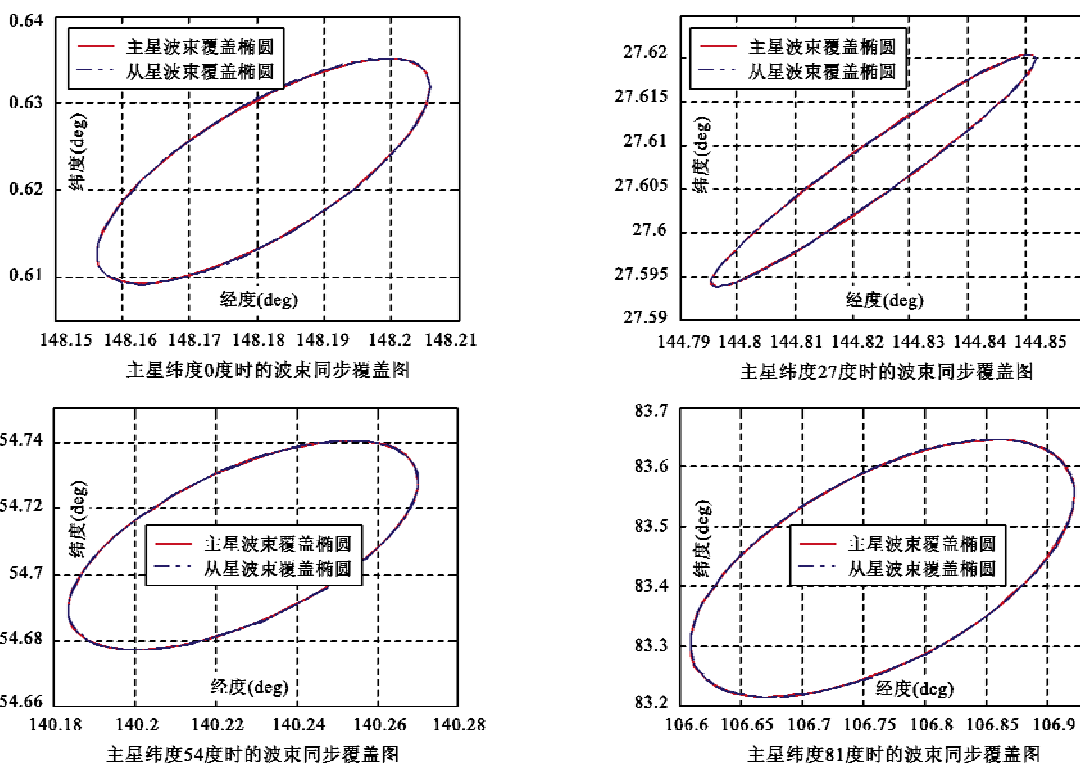 0.64
0.63
0.62
0.61
主星波束覆盖椭圆
从星波束覆盖椭圆
纬度(deg)
经度(deg)
148.15 148.16 148.17 148.18 148.19 148.2 148.21
主星纬度0度时的波束同步覆盖图
27.62
27.615
27.61
27.605
27.6
27.595
27.59
主星波束覆盖椭圆
从星波束覆盖椭圆
纬度(deg)
经度(deg)
144.79 144.8 144.81 144.82 144.83 144.84 144.85
主星纬度27度时的波束同步覆盖图
54.74
54.72
54.7
54.68
54.66
纬度(deg)
主星波束覆盖椭圆
从星波束覆盖椭圆
经度(deg)
140.18 140.2 140.22 140.24 140.26 140.28
主星纬度54度时的波束同步覆盖图
83.7
83.6
83.5
83.4
83.3
83.2
纬度(deg)
主星波束覆盖椭圆
从星波束覆盖椭圆
经度(deg)
106.6 106.65 106.7 106.75 106.8 106.85 106.9
主星纬度81度时的波束同步覆盖图